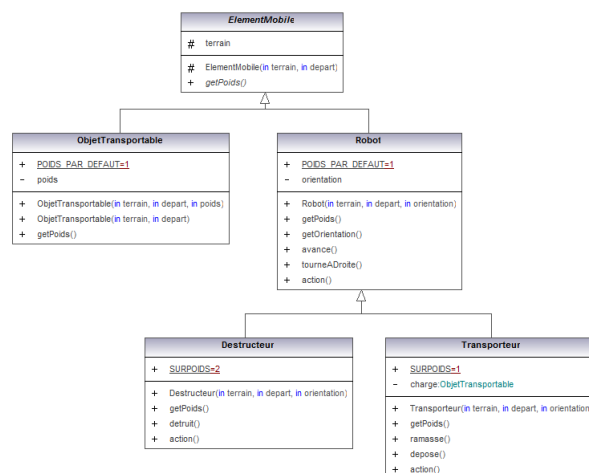 ElementMobile
# terrain
# ElementMobile(in terrain, in depart)
+ getPoids()
ObjetTransportable
+ POIDS_PAR_DEFAUT=1
- poids
+ ObjetTransportable(in terrain, in depart, in poids)
+ ObjetTransportable(in terrain, in depart)
+ getPoids()
Robot
+ POIDS_PAR_DEFAUT=1
- orientation
+ Robot(in terrain, in depart, in orientation)
+ getPoids()
+ getOrientation()
+ avance()
+ tourneADroite()
+ action()
Destructeur
+ SURPOIDS=2
+ Destructeur(in terrain, in depart, in orientation)
+ getPoids()
+ detruit()
+ action()
Transporteur
+ SURPOIDS=1
- charge:ObjetTransportable
+ Transporteur(in terrain, in depart, in orientation
+ getPoids()
+ ramasse()
+ depose()
+ action()